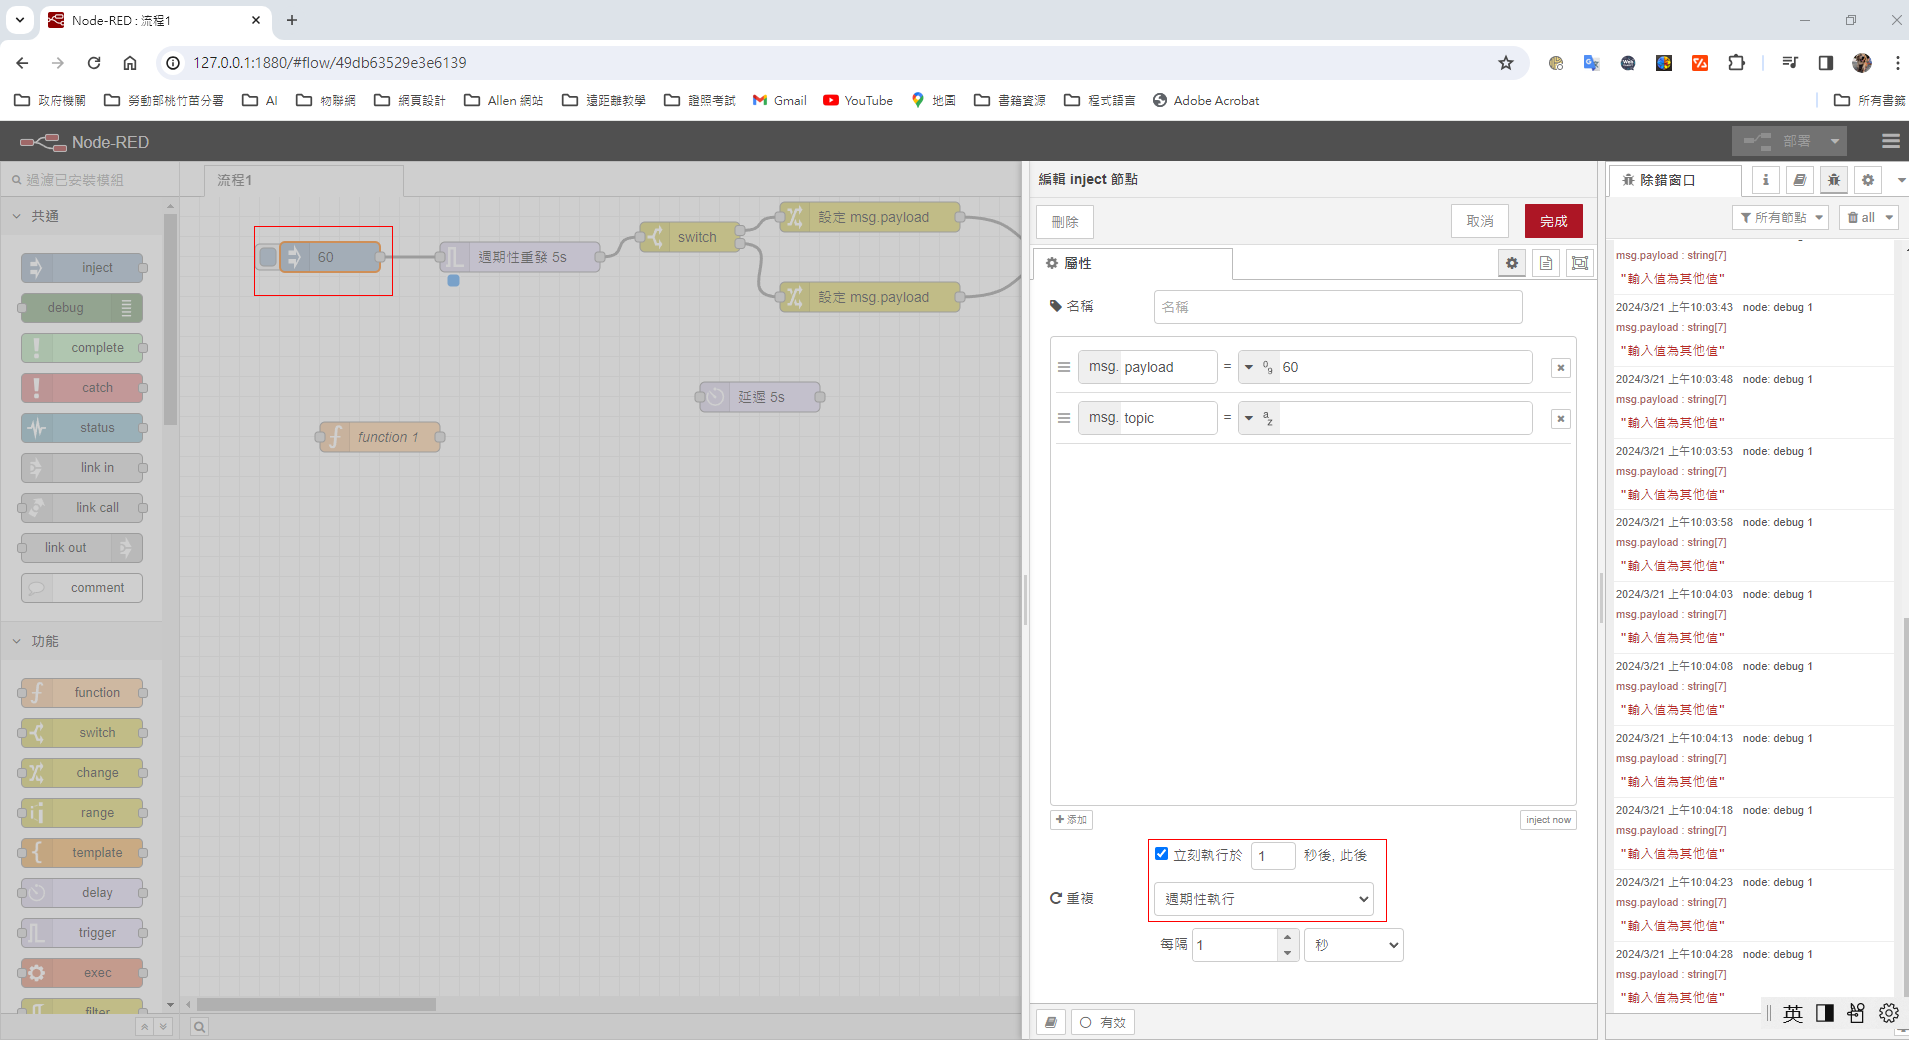 Node-RED : 流程1
127.0.0.1:1880/#flow/49db63529e3e6139
政府機關 勞動部桃竹苗分署 AI 物聯網 網頁設計 Allen 網站 遠距離教學 證照考試 Gmail YouTube 地圖 書籍資源 程式語言 Adobe Acrobat 所有書籤
Node-RED
部署
過濾已安裝模組
共通
inject
debug
complete
catch
status
link in
link call
link out
comment
功能
function
switch
change
range
template
delay
trigger
exec
filter
流程1
60
週期性重發 5s
switch
設定 msg.payload
設定 msg.payload
延遲 5s
function 1
編輯 inject 節點
刪除
取消
完成
屬性
名稱
名稱
msg. payload = 60
msg. topic = 
添加
inject now
立刻執行於 1 秒後, 此後
重複
週期性執行
每隔 1 秒
有效
除錯窗口
所有節點
all
msg.payload : string[7]
"輸入值為其他值"
2024/3/21 上午10:03:43 node: debug 1
msg.payload : string[7]
"輸入值為其他值"
2024/3/21 上午10:03:48 node: debug 1
msg.payload : string[7]
"輸入值為其他值"
2024/3/21 上午10:03:53 node: debug 1
msg.payload : string[7]
"輸入值為其他值"
2024/3/21 上午10:03:58 node: debug 1
msg.payload : string[7]
"輸入值為其他值"
2024/3/21 上午10:04:03 node: debug 1
msg.payload : string[7]
"輸入值為其他值"
2024/3/21 上午10:04:08 node: debug 1
msg.payload : string[7]
"輸入值為其他值"
2024/3/21 上午10:04:13 node: debug 1
msg.payload : string[7]
"輸入值為其他值"
2024/3/21 上午10:04:18 node: debug 1
msg.payload : string[7]
"輸入值為其他值"
2024/3/21 上午10:04:23 node: debug 1
msg.payload : string[7]
"輸入值為其他值"
2024/3/21 上午10:04:28 node: debug 1
msg.payload : string[7]
"輸入值為其他值"
英